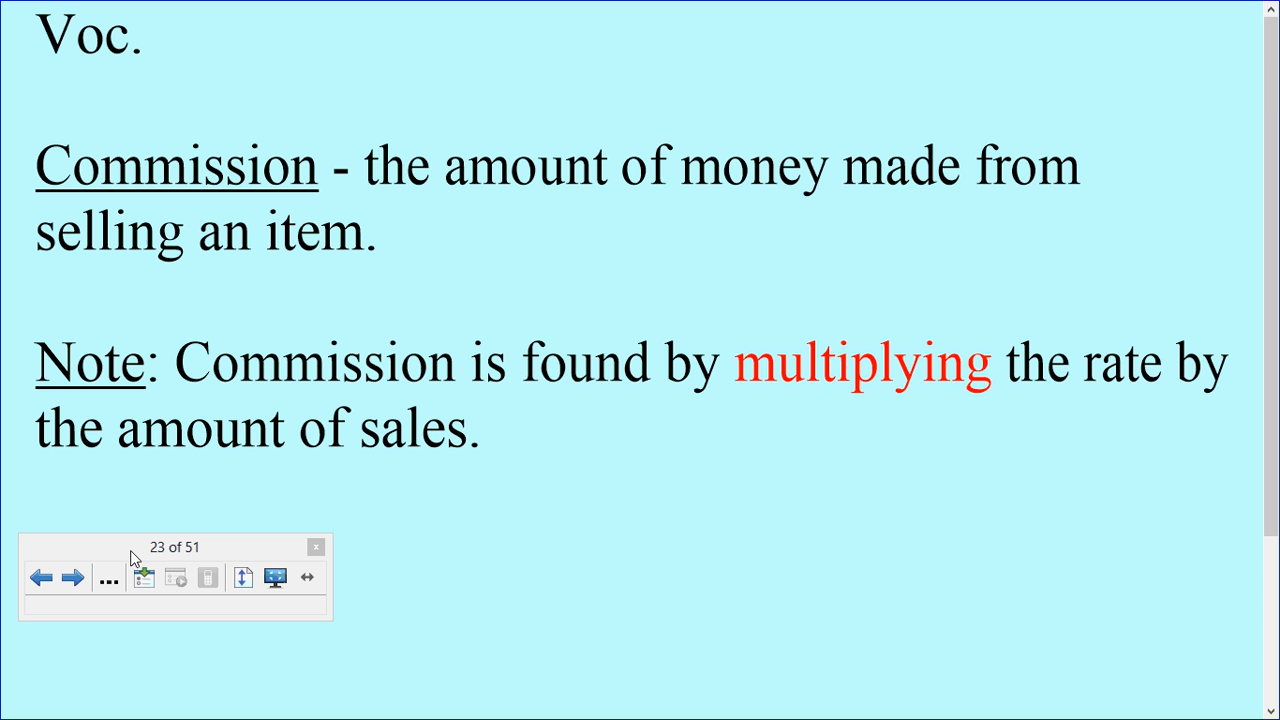 Voc.
Commission - the amount of money made from
selling an item.
Note: Commission is found by multiplying the rate by
the amount of sales.
23 of 51